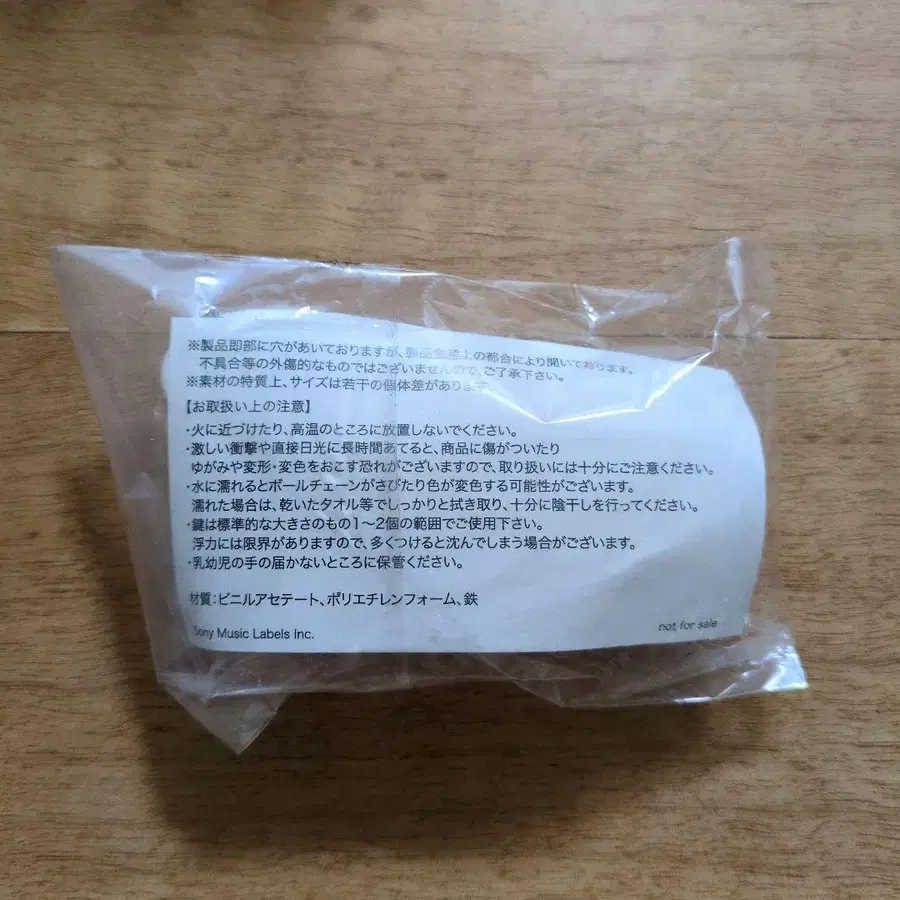 ※製品即部に穴があいておりますが、製品生産上の都合により開いております。
不具合等の外傷的なものではございませんので、ご了承下さい。
※素材の特質上、サイズは若干の個体差があります。
【お取扱い上の注意】
・火に近づけたり、高温のところに放置しないでください。
・激しい衝撃や直接日光に長時間あてると、商品に傷がついたり
ゆがみや変形・変色をおこす恐れがございますので、取り扱いには十分にご注意ください。
・水に濡れるとボールチェーンがさびたり色が変色する可能性がございます。
濡れた場合は、乾いたタオル等でしっかりと拭き取り、十分に陰干しを行ってください。
・鍵は標準的な大きさのもの1〜2個の範囲でご使用下さい。
浮力には限界がありますので、多くつけると沈んでしまう場合がございます。
・乳幼児の手の届かないところに保管ください。
材質：ビニルアセテート、ポリエチレンフォーム、鉄
Sony Music Labels Inc.
not for sale